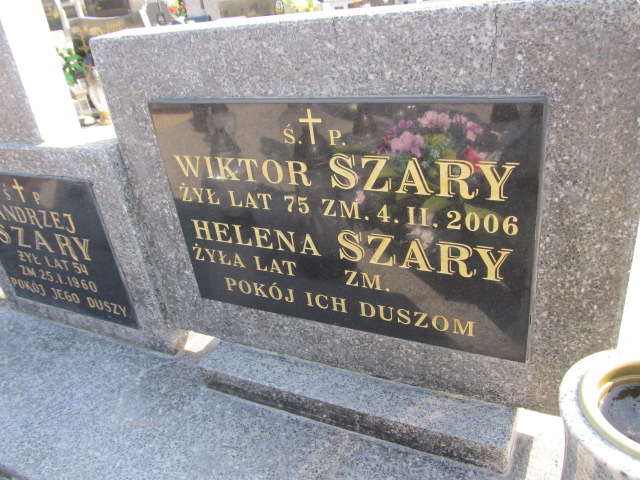 Ś. P.
ANDRZEJ
SZARY
ŻYŁ LAT 54
ZM. 25.I.1960
POKÓJ JEGO DUSZY
Ś. P.
WIKTOR SZARY
ŻYŁ LAT 75 ZM. 4. II. 2006
HELENA SZARY
ŻYŁA LAT ZM.
POKÓJ ICH DUSZOM